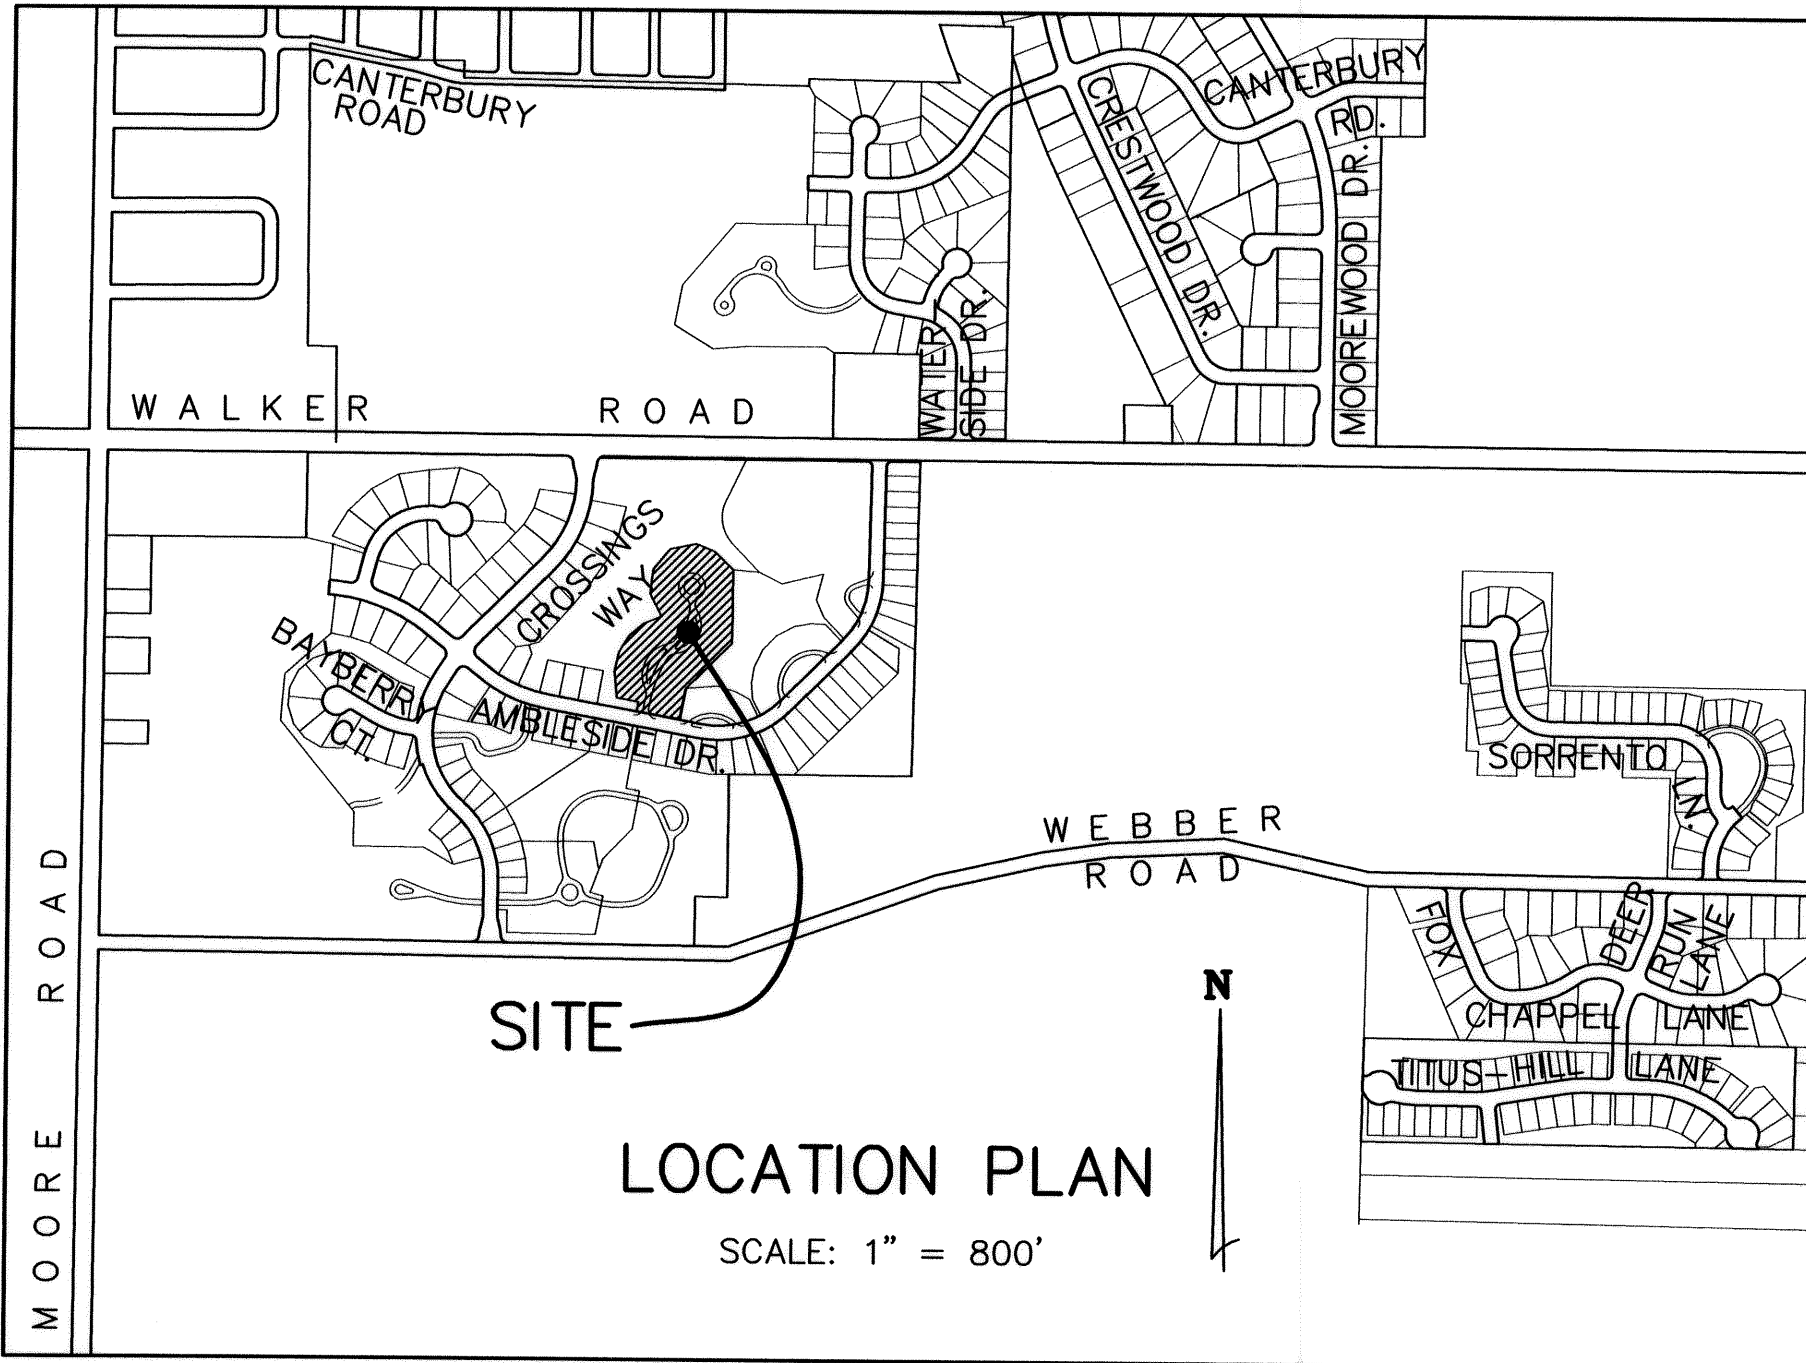 CANTERBURY
ROAD
CANTERBURY
RD.
CRESTWOOD DR.
MOOREWOOD DR.
WATER
SIDE DR.
WALKER ROAD
CROSSINGS
WAY
BAYBERRY
CT.
AMBLESIDE DR.
SORRENTO
LN.
WEBBER
ROAD
FOX
DEER
RUN
LANE
CHAPPEL LANE
TITUS-HILL LANE
MOORE ROAD
SITE
N
LOCATION PLAN
SCALE: 1" = 800'